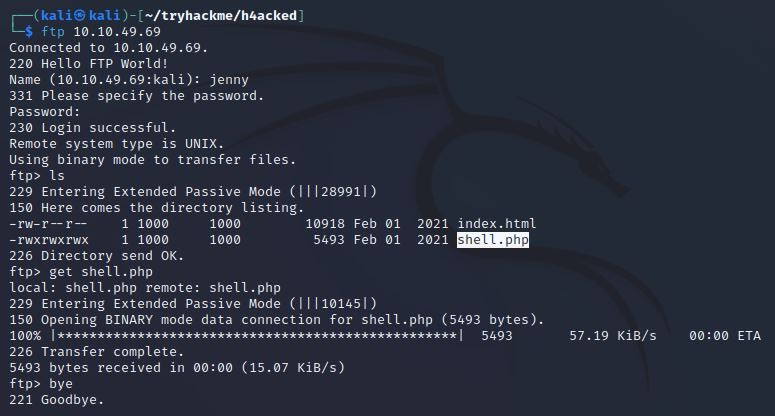 ┌──(kali㉿kali)-[~/tryhackme/h4acked]
└─$ ftp 10.10.49.69
Connected to 10.10.49.69.
220 Hello FTP World!
Name (10.10.49.69:kali): jenny
331 Please specify the password.
Password:
230 Login successful.
Remote system type is UNIX.
Using binary mode to transfer files.
ftp> ls
229 Entering Extended Passive Mode (|||28991|)
150 Here comes the directory listing.
-rw-r--r--    1 1000     1000        10918 Feb 01  2021 index.html
-rwxrwxrwx    1 1000     1000         5493 Feb 01  2021 shell.php
226 Directory send OK.
ftp> get shell.php
local: shell.php remote: shell.php
229 Entering Extended Passive Mode (|||10145|)
150 Opening BINARY mode data connection for shell.php (5493 bytes).
100% |***************************************************|  5493       57.19 KiB/s    00:00 ETA
226 Transfer complete.
5493 bytes received in 00:00 (15.07 KiB/s)
ftp> bye
221 Goodbye.